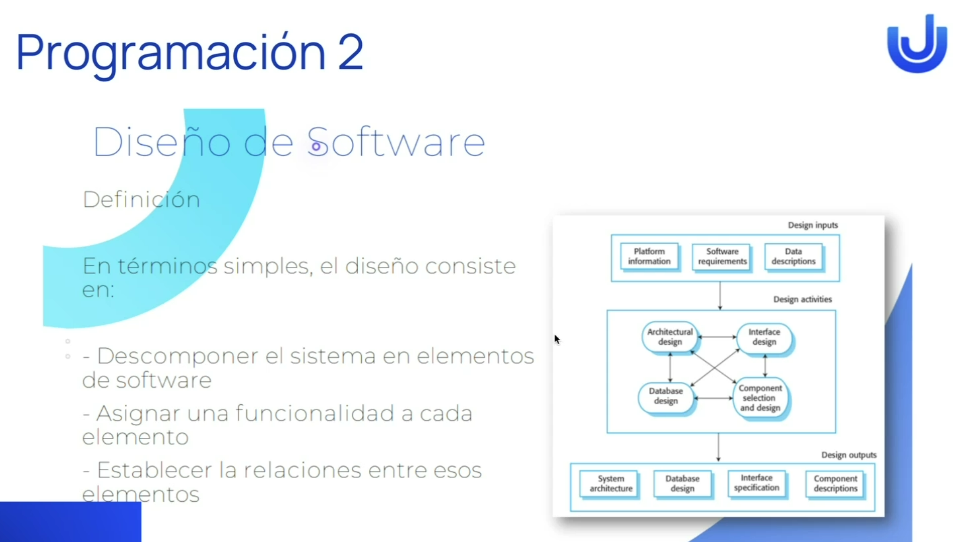 Programación 2
Diseño de Software
Definición
En términos simples, el diseño consiste
en:
- Descomponer el sistema en elementos
de software
- Asignar una funcionalidad a cada
elemento
- Establecer la relaciones entre esos
elementos
Design inputs
Platform
information
Software
requirements
Data
descriptions
Design activities
Architectural
design
Interface
design
Database
design
Component
selection
and design
Design outputs
System
architecture
Database
design
Interface
specification
Component
descriptions